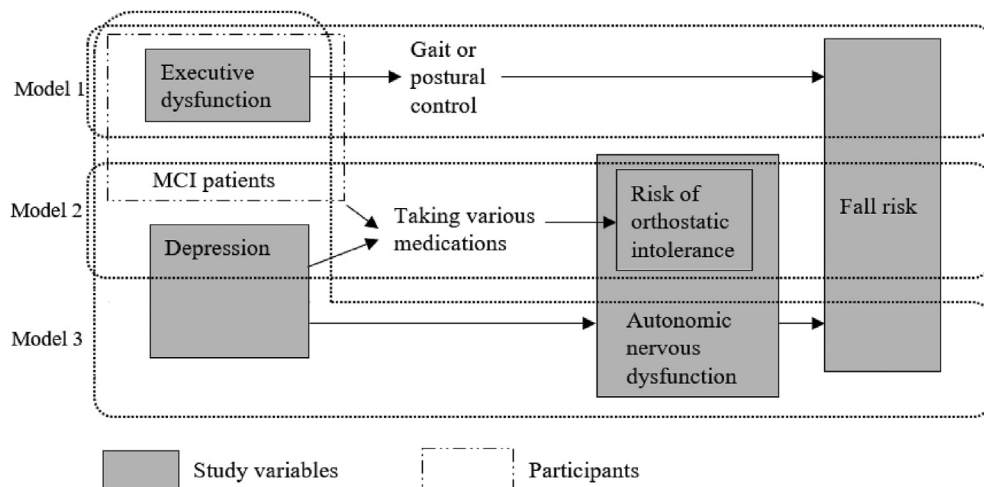 Model 1
Executive
dysfunction
Gait or
postural
control
MCI patients
Model 2
Taking various
medications
Risk of
orthostatic
intolerance
Fall risk
Depression
Model 3
Autonomic
nervous
dysfunction
Study variables
Participants